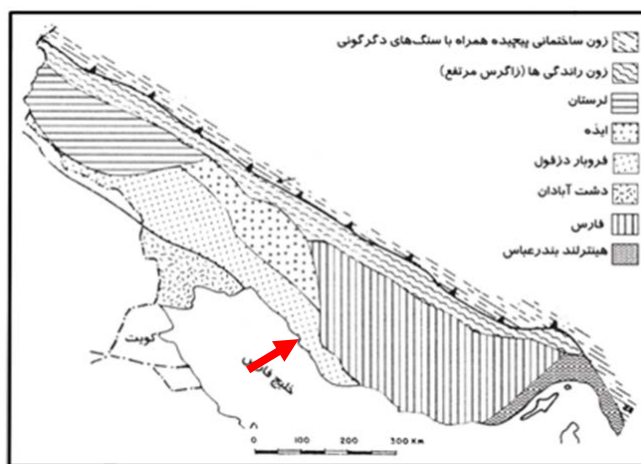 زون ساختمانی پیچیده همراه با سنگ‌های دگرگونی
زون راندگی ها (زاگرس مرتفع)
لرستان
ایذه
فروبار دزفول
دشت آبادان
فارس
هینترلند بندرعباس
کویت
خلیج فارس
0 100 200 300 Km